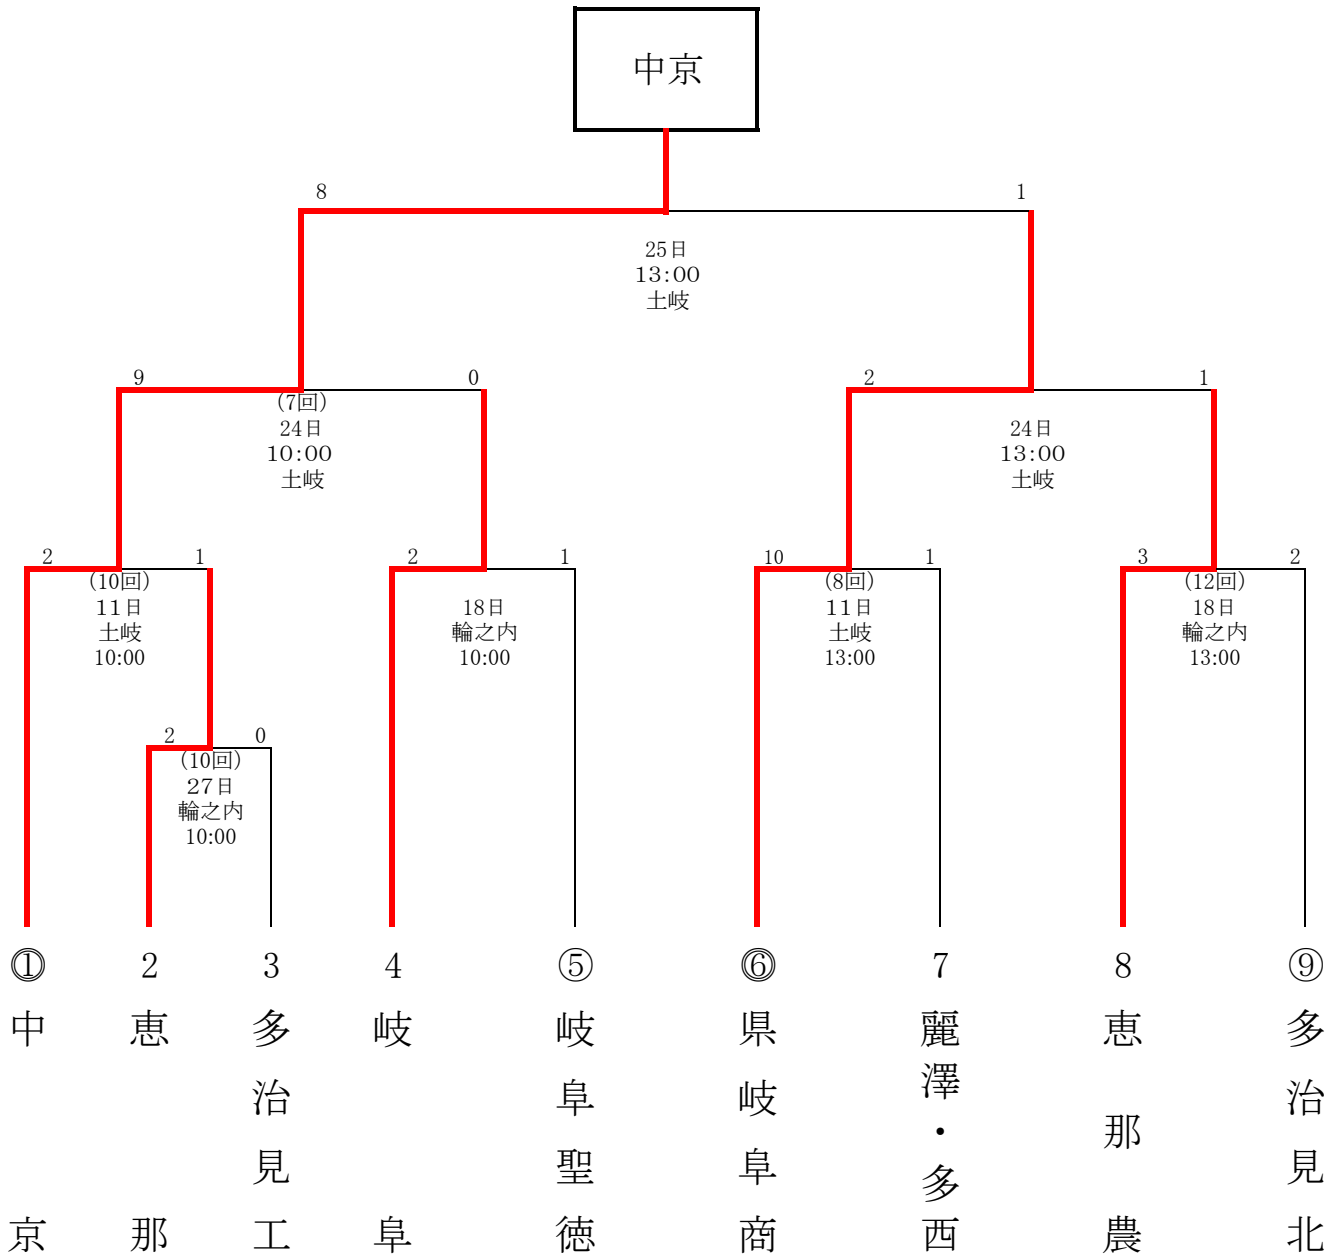 中京
8
1
25日
13:00
土岐
9
0
(7回)
24日
10:00
土岐
2
1
24日
13:00
土岐
2
1
(10回)
11日
土岐
10:00
2
1
18日
輪之内
10:00
10
1
(8回)
11日
土岐
13:00
3
2
(12回)
18日
輪之内
13:00
2
0
(10回)
27日
輪之内
10:00
① 2 3 4 ⑤ ⑥ 7 8 ⑨
中京
恵那
多治見工
岐阜
岐阜聖徳
県岐阜商
麗澤・多西
恵那農
多治見北